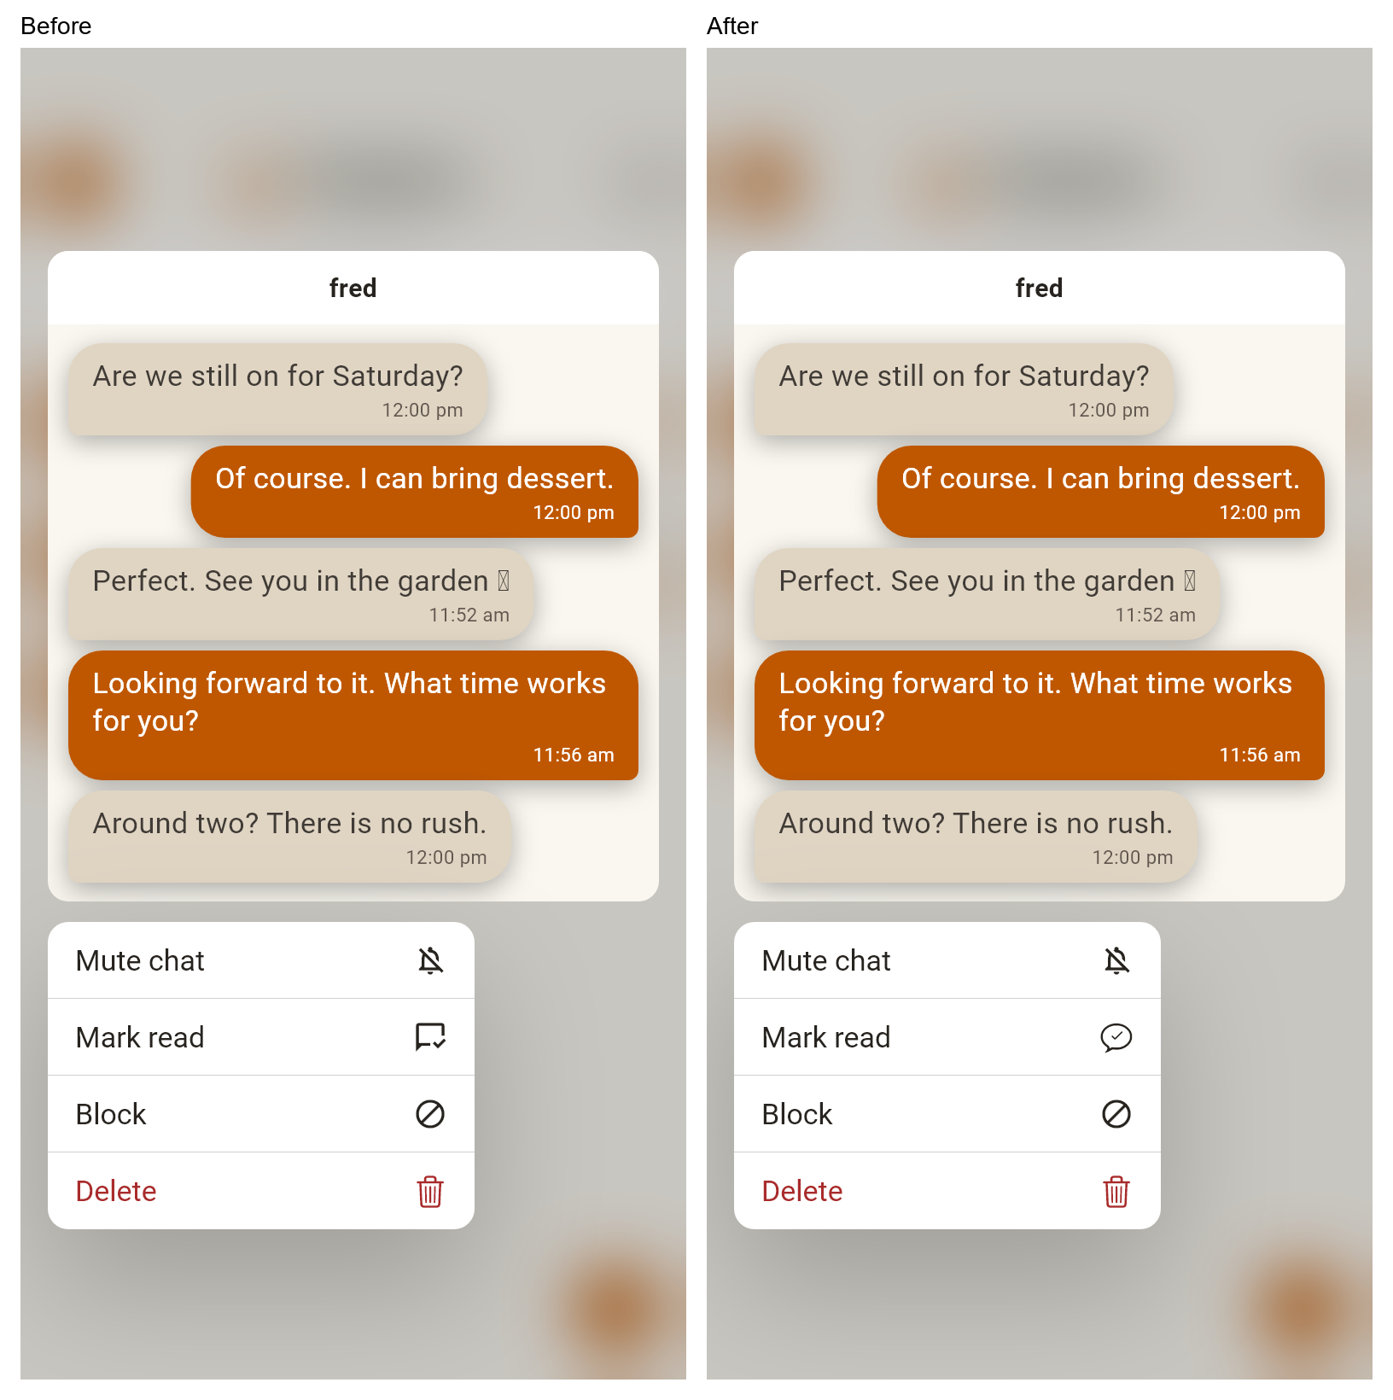 Before
fred
Are we still on for Saturday?
12:00 pm
Of course. I can bring dessert.
12:00 pm
Perfect. See you in the garden
11:52 am
Looking forward to it. What time works
for you?
11:56 am
Around two? There is no rush.
12:00 pm
Mute chat
Mark read
Block
Delete
After
fred
Are we still on for Saturday?
12:00 pm
Of course. I can bring dessert.
12:00 pm
Perfect. See you in the garden
11:52 am
Looking forward to it. What time works
for you?
11:56 am
Around two? There is no rush.
12:00 pm
Mute chat
Mark read
Block
Delete